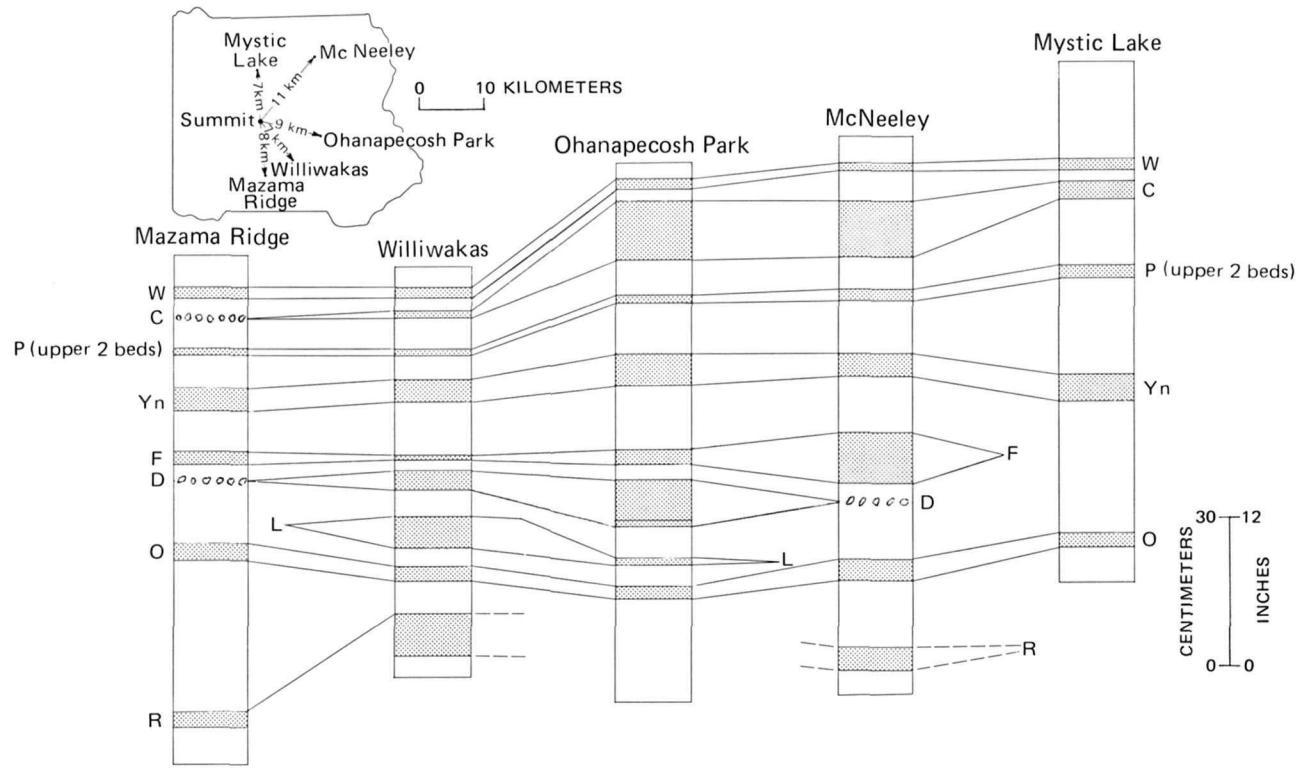 Mystic
Lake
Mc Neeley
7km
11 km
Summit
9 km
Ohanapecosh Park
7 km
8km
Williwakas
Mazama
Ridge
0 10 KILOMETERS
Mazama Ridge
Williwakas
Ohanapecosh Park
McNeeley
Mystic Lake
W
C
P (upper 2 beds)
Yn
F
D
L
O
R
W
C
P (upper 2 beds)
Yn
F
D
L
O
R
30 12
CENTIMETERS
INCHES
0 0